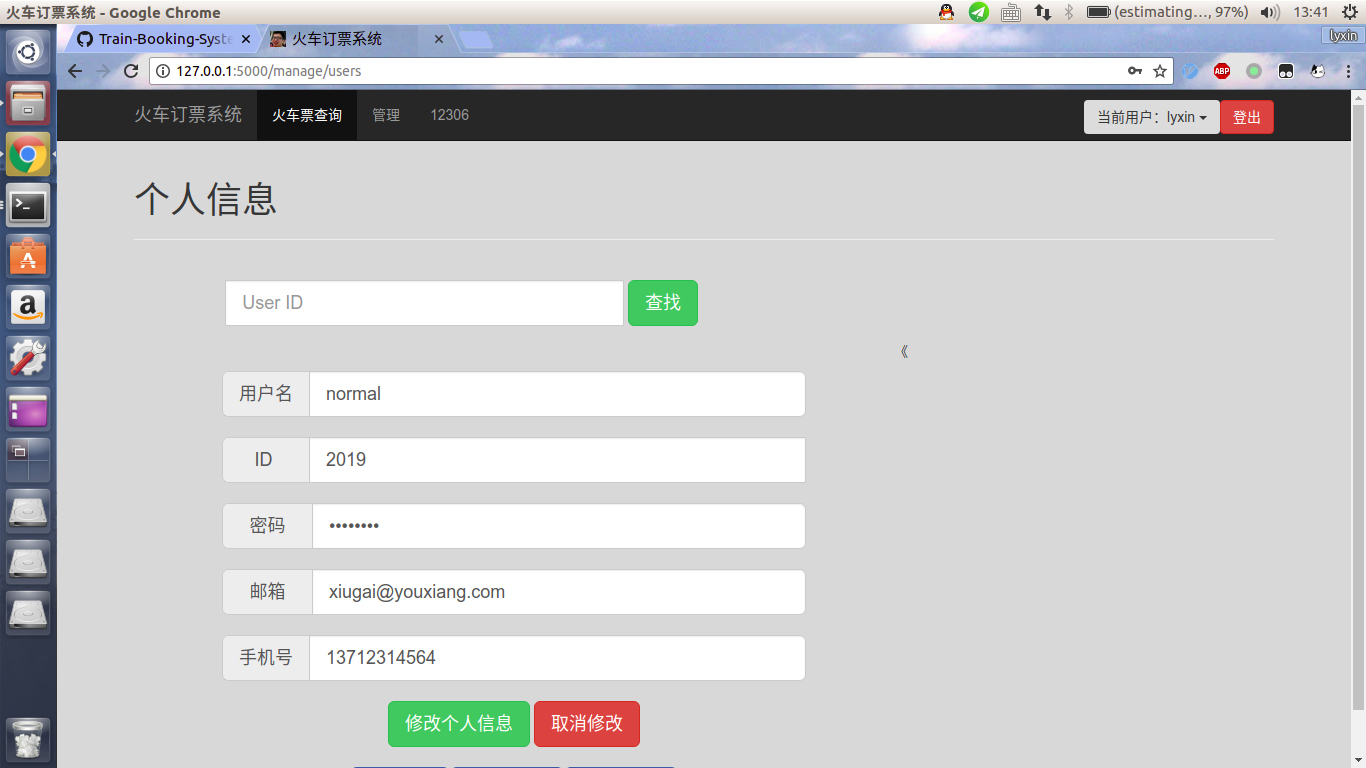 火车订票系统 - Google Chrome
(estimating..., 97%) 13:41
Train-Booking-Syste
火车订票系统
lyxin
127.0.0.1:5000/manage/users
ABP
火车订票系统 火车票查询 管理 12306 当前用户：lyxin 登出
个人信息
User ID 查找
《
用户名 normal
ID 2019
密码 ••••••••
邮箱 xiugai@youxiang.com
手机号 13712314564
修改个人信息 取消修改